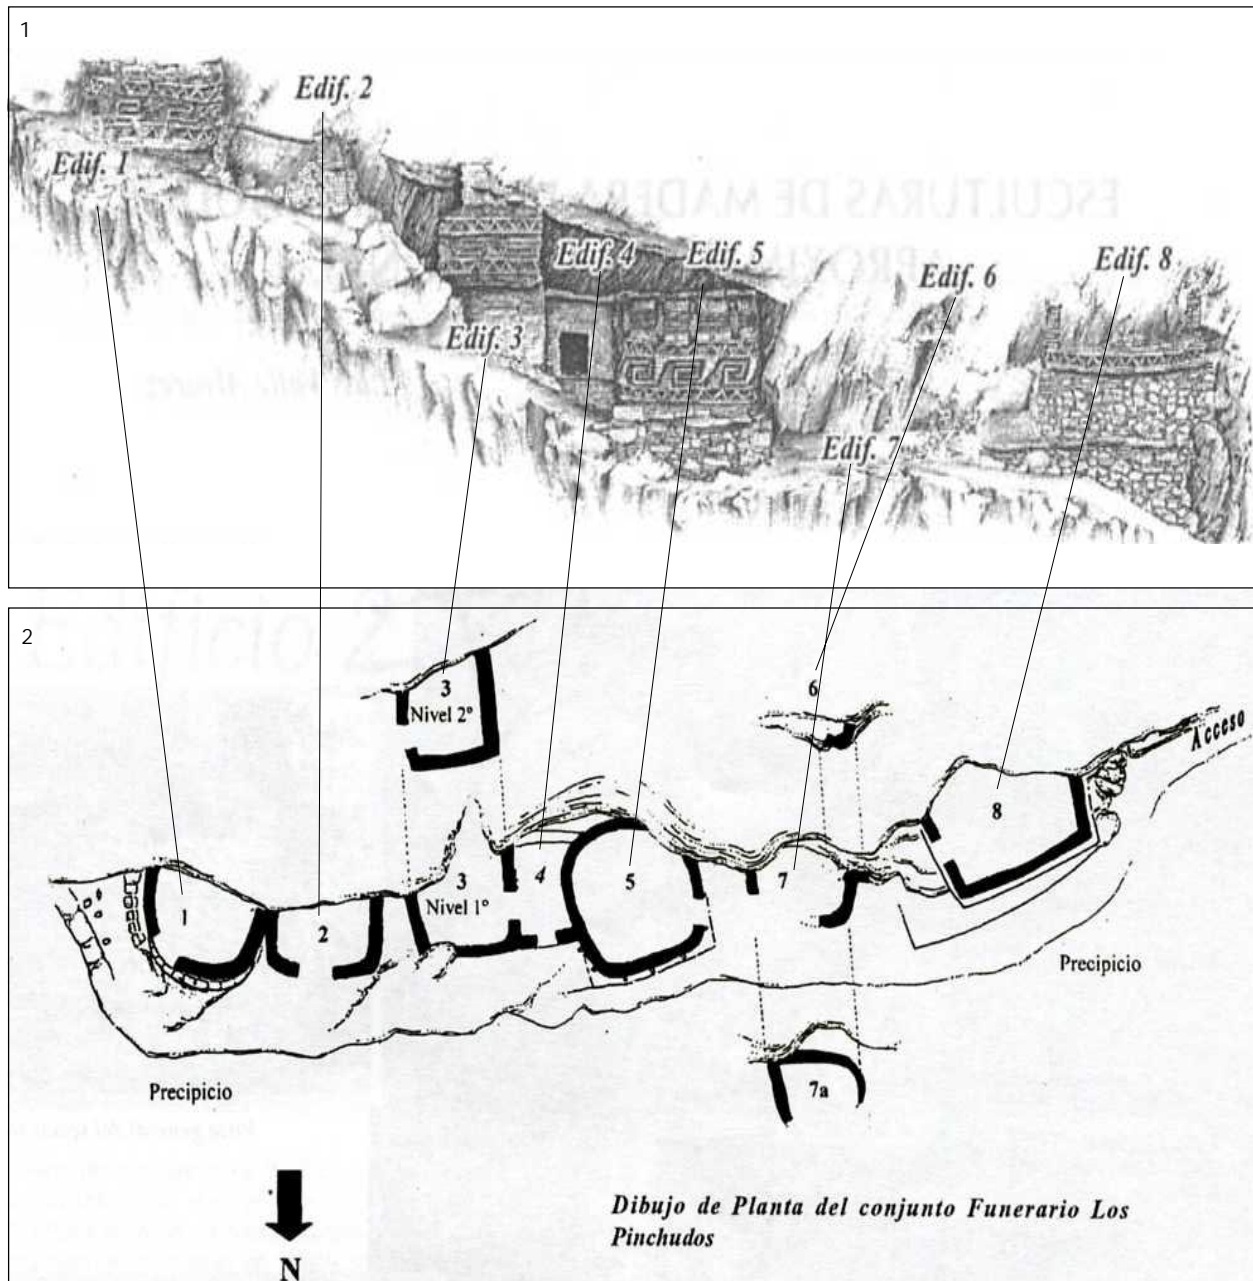 1
Edif. 2
Edif. 1
Edif. 4
Edif. 5
Edif. 6
Edif. 8
Edif. 3
Edif. 7
2
3
Nivel 2º
6
Acceso
8
3
Nivel 1º
4
5
7
1
2
Precipicio
Precipicio
7a
N
Dibujo de Planta del conjunto Funerario Los
Pinchudos